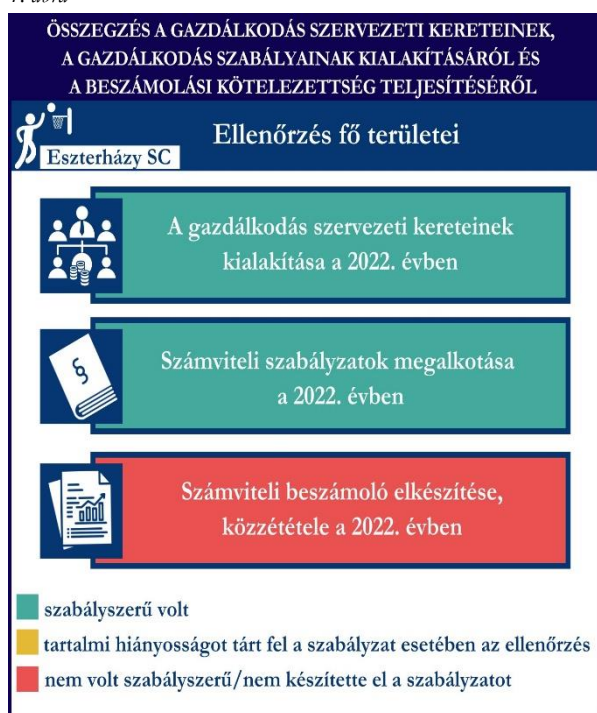 ÖSSZEGZÉS A GAZDÁLKODÁS SZERVEZETI KERETEINEK,
A GAZDÁLKODÁS SZABÁLYAINAK KIALAKÍTÁSÁRÓL ÉS
A BESZÁMOLÁSI KÖTELEZETTSÉG TELJESÍTÉSÉRŐL
Eszterházy SC
Ellenőrzés fő területei
A gazdálkodás szervezeti kereteinek
kialakítása a 2022. évben
§
Számviteli szabályzatok megalkotása
a 2022. évben
Számviteli beszámoló elkészítése,
közzététele a 2022. évben
szabályszerű volt
tartalmi hiányosságot tárt fel a szabályzat esetében az ellenőrzés
nem volt szabályszerű/nem készítette el a szabályzatot